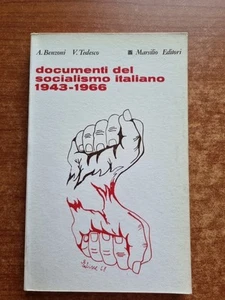 A. Benzoni V. Tedesco Marsilio Editori
documenti del
socialismo italiano
1943-1966